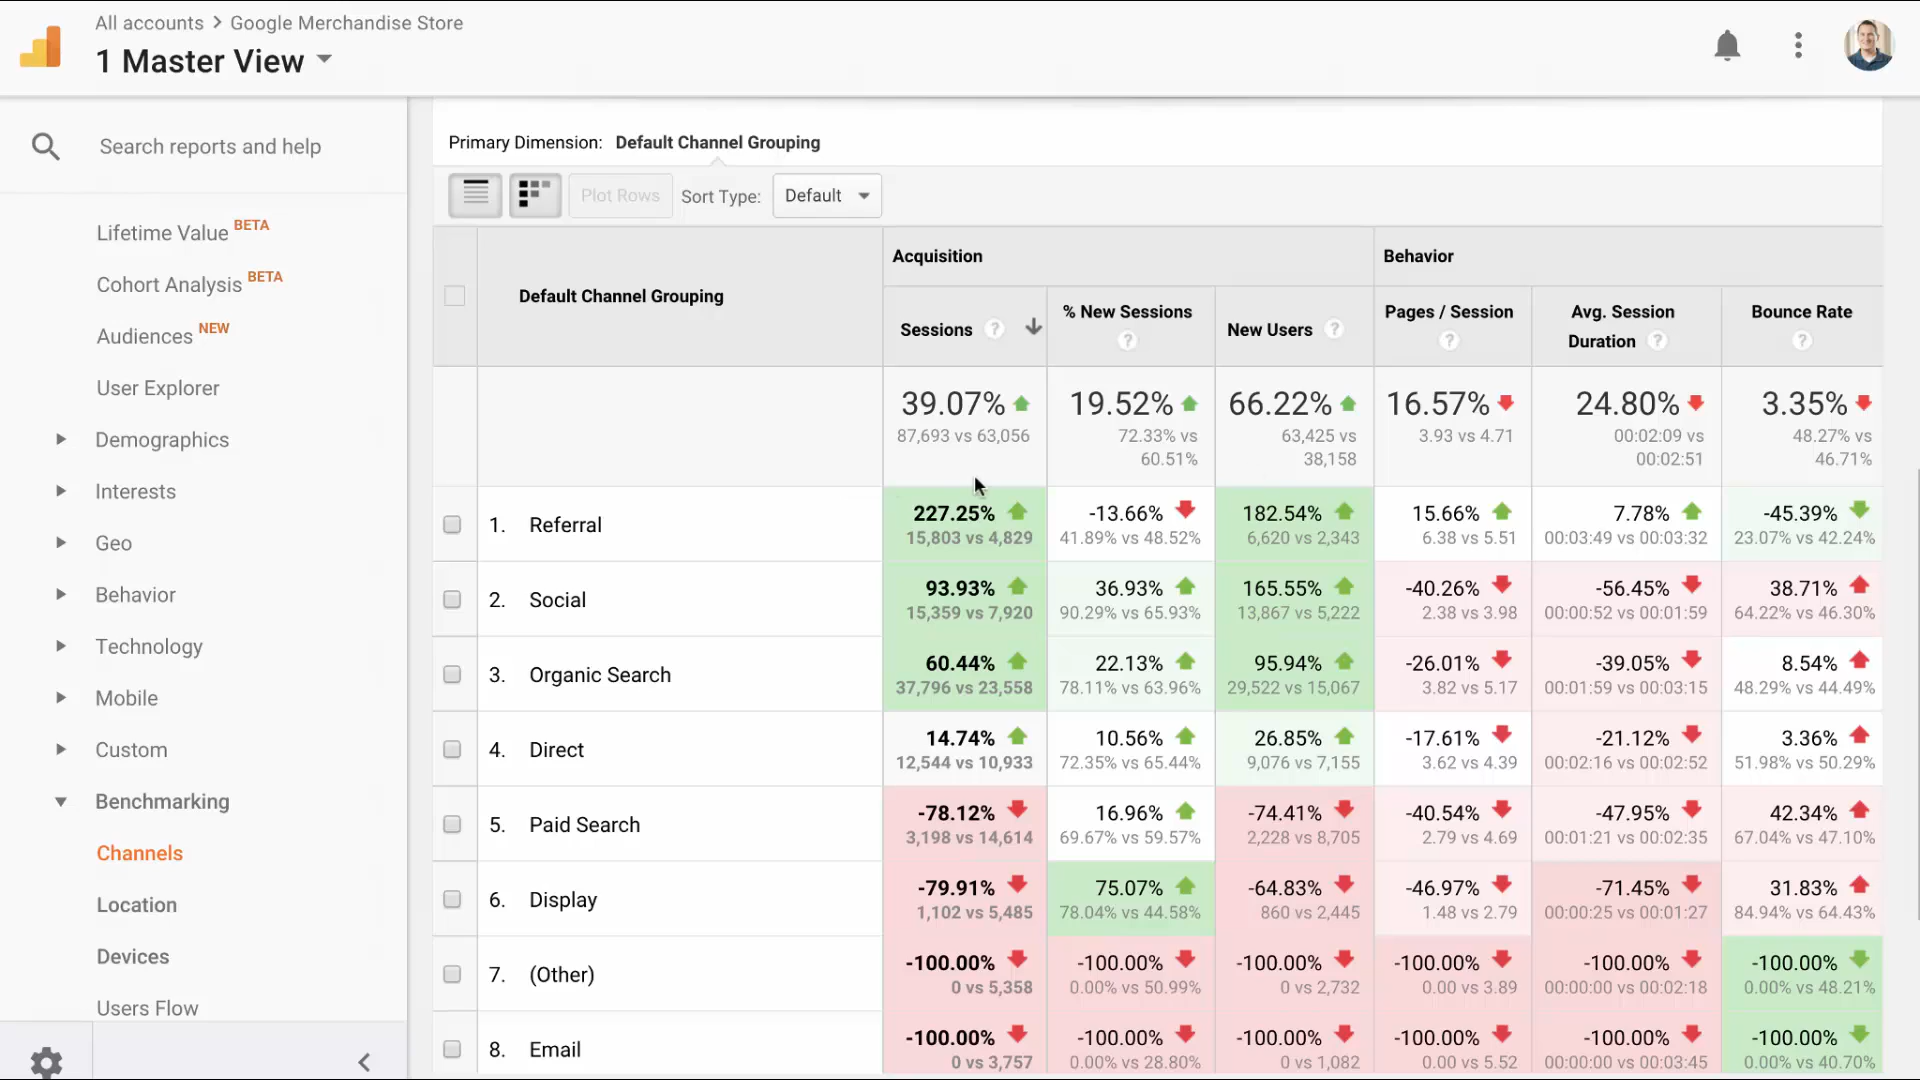 All accounts > Google Merchandise Store
1 Master View
Search reports and help
Lifetime Value BETA
Cohort Analysis BETA
Audiences NEW
User Explorer
Demographics
Interests
Geo
Behavior
Technology
Mobile
Custom
Benchmarking
Channels
Location
Devices
Users Flow
Primary Dimension: Default Channel Grouping
Plot Rows Sort Type: Default
Default Channel Grouping
Acquisition Behavior
Sessions ? % New Sessions ? New Users ? Pages / Session ? Avg. Session Duration ? Bounce Rate ?
39.07% 19.52% 66.22% 16.57% 24.80% 3.35%
87,693 vs 63,056 72.33% vs 60.51% 63,425 vs 38,158 3.93 vs 4.71 00:02:09 vs 00:02:51 48.27% vs 46.71%
1. Referral 227.25% -13.66% 182.54% 15.66% 7.78% -45.39%
15,803 vs 4,829 41.89% vs 48.52% 6,620 vs 2,343 6.38 vs 5.51 00:03:49 vs 00:03:32 23.07% vs 42.24%
2. Social 93.93% 36.93% 165.55% -40.26% -56.45% 38.71%
15,359 vs 7,920 90.29% vs 65.93% 13,867 vs 5,222 2.38 vs 3.98 00:00:52 vs 00:01:59 64.22% vs 46.30%
3. Organic Search 60.44% 22.13% 95.94% -26.01% -39.05% 8.54%
37,796 vs 23,558 78.11% vs 63.96% 29,522 vs 15,067 3.82 vs 5.17 00:01:59 vs 00:03:15 48.29% vs 44.49%
4. Direct 14.74% 10.56% 26.85% -17.61% -21.12% 3.36%
12,544 vs 10,933 72.35% vs 65.44% 9,076 vs 7,155 3.62 vs 4.39 00:02:16 vs 00:02:52 51.98% vs 50.29%
5. Paid Search -78.12% 16.96% -74.41% -40.54% -47.95% 42.34%
3,198 vs 14,614 69.67% vs 59.57% 2,228 vs 8,705 2.79 vs 4.69 00:01:21 vs 00:02:35 67.04% vs 47.10%
6. Display -79.91% 75.07% -64.83% -46.97% -71.45% 31.83%
1,102 vs 5,485 78.04% vs 44.58% 860 vs 2,445 1.48 vs 2.79 00:00:25 vs 00:01:27 84.94% vs 64.43%
7. (Other) -100.00% -100.00% -100.00% -100.00% -100.00% -100.00%
0 vs 5,358 0.00% vs 50.99% 0 vs 2,732 0.00 vs 3.89 00:00:00 vs 00:02:18 0.00% vs 48.21%
8. Email -100.00% -100.00% -100.00% -100.00% -100.00% -100.00%
0 vs 3,757 0.00% vs 28.80% 0 vs 1,082 0.00 vs 5.52 00:00:00 vs 00:03:45 0.00% vs 40.70%